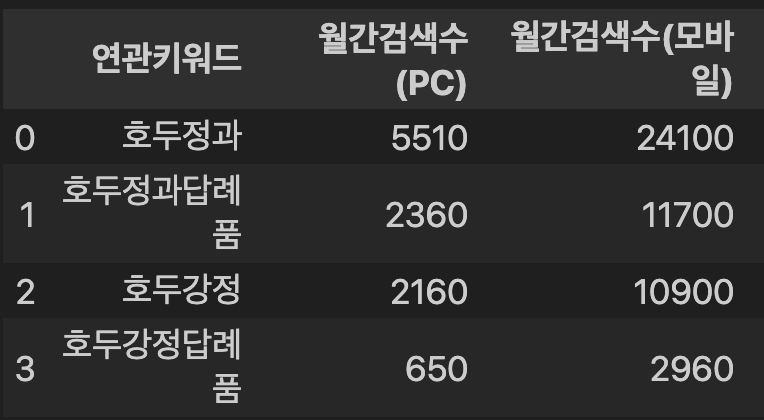 연관키워드 월간검색수(PC) 월간검색수(모바일)
0 호두정과 5510 24100
1 호두정과답례품 2360 11700
2 호두강정 2160 10900
3 호두강정답례품 650 2960